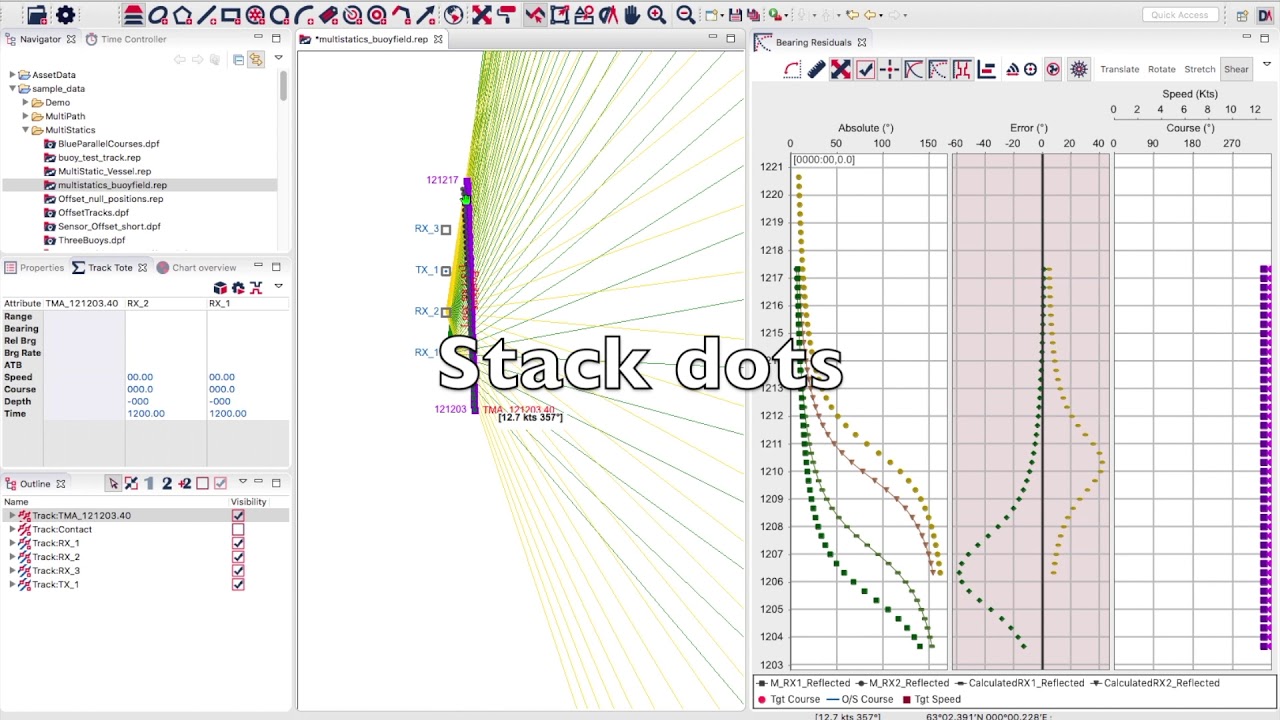 Quick Access
DA
Navigator
Time Controller
AssetData
sample_data
Demo
MultiPath
MultiStatics
BlueParallelCourses.dpf
buoy_test_track.rep
MultiStatic_Vessel.rep
multistatics_buoyfield.rep
Offset_null_positions.rep
OffsetTracks.dpf
Sensor_Offset_short.dpf
ThreeBuoys.dpf
Properties
Track Tote
Chart overview
Attribute TMA_121203.40 RX_2 RX_1
Range
Bearing
Rel Brg
Brg Rate
ATB
Speed 00.00 00.00
Course 000.0 000.0
Depth -000 -000
Time 1200.00 1200.00
Outline
1 2 +2
Name Visibility
Track:TMA_121203.40
Track:Contact
Track:RX_1
Track:RX_2
Track:RX_3
Track:TX_1
*multistatics_buoyfield.rep
121217
RX_3
TX_1
RX_2
RX_1
121203 TMA_121203.40
[12.7 kts 357°]
Stack dots
Bearing Residuals
Translate Rotate Stretch Shear
Speed (Kts)
0 2 4 6 8 10 12
Absolute (°) Error (°) Course (°)
0 50 100 150 -60 -40 -20 0 20 40 0 90 180 270
[0000:00,0.0]
1221
1220
1219
1218
1217
1216
1215
1213
1212
1211
1210
1209
1208
1207
1206
1205
1204
1203
M_RX1_Reflected M_RX2_Reflected CalculatedRX1_Reflected CalculatedRX2_Reflected
Tgt Course O/S Course Tgt Speed
[12.7 kts 357°] 63°02.391'N 000°00.228'E